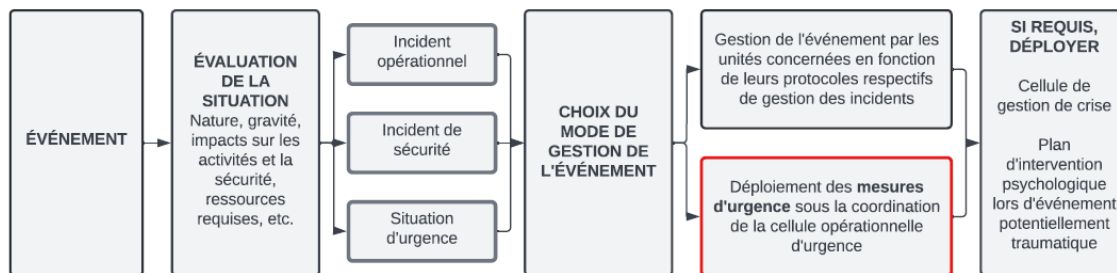 ÉVÉNEMENT
ÉVALUATION
DE LA
SITUATION
Nature, gravité,
impacts sur les
activités et la
sécurité,
ressources
requises, etc.
Incident
opérationnel
Incident de
sécurité
Situation
d'urgence
CHOIX DU
MODE DE
GESTION DE
L'ÉVÉNEMENT
Gestion de l'événement par les
unités concernées en fonction
de leurs protocoles respectifs
de gestion des incidents
Déploiement des mesures
d'urgence sous la coordination
de la cellule opérationnelle
d'urgence
SI REQUIS,
DÉPLOYER
Cellule de
gestion de crise
Plan
d'intervention
psychologique
lors d'événement
potentiellement
traumatique